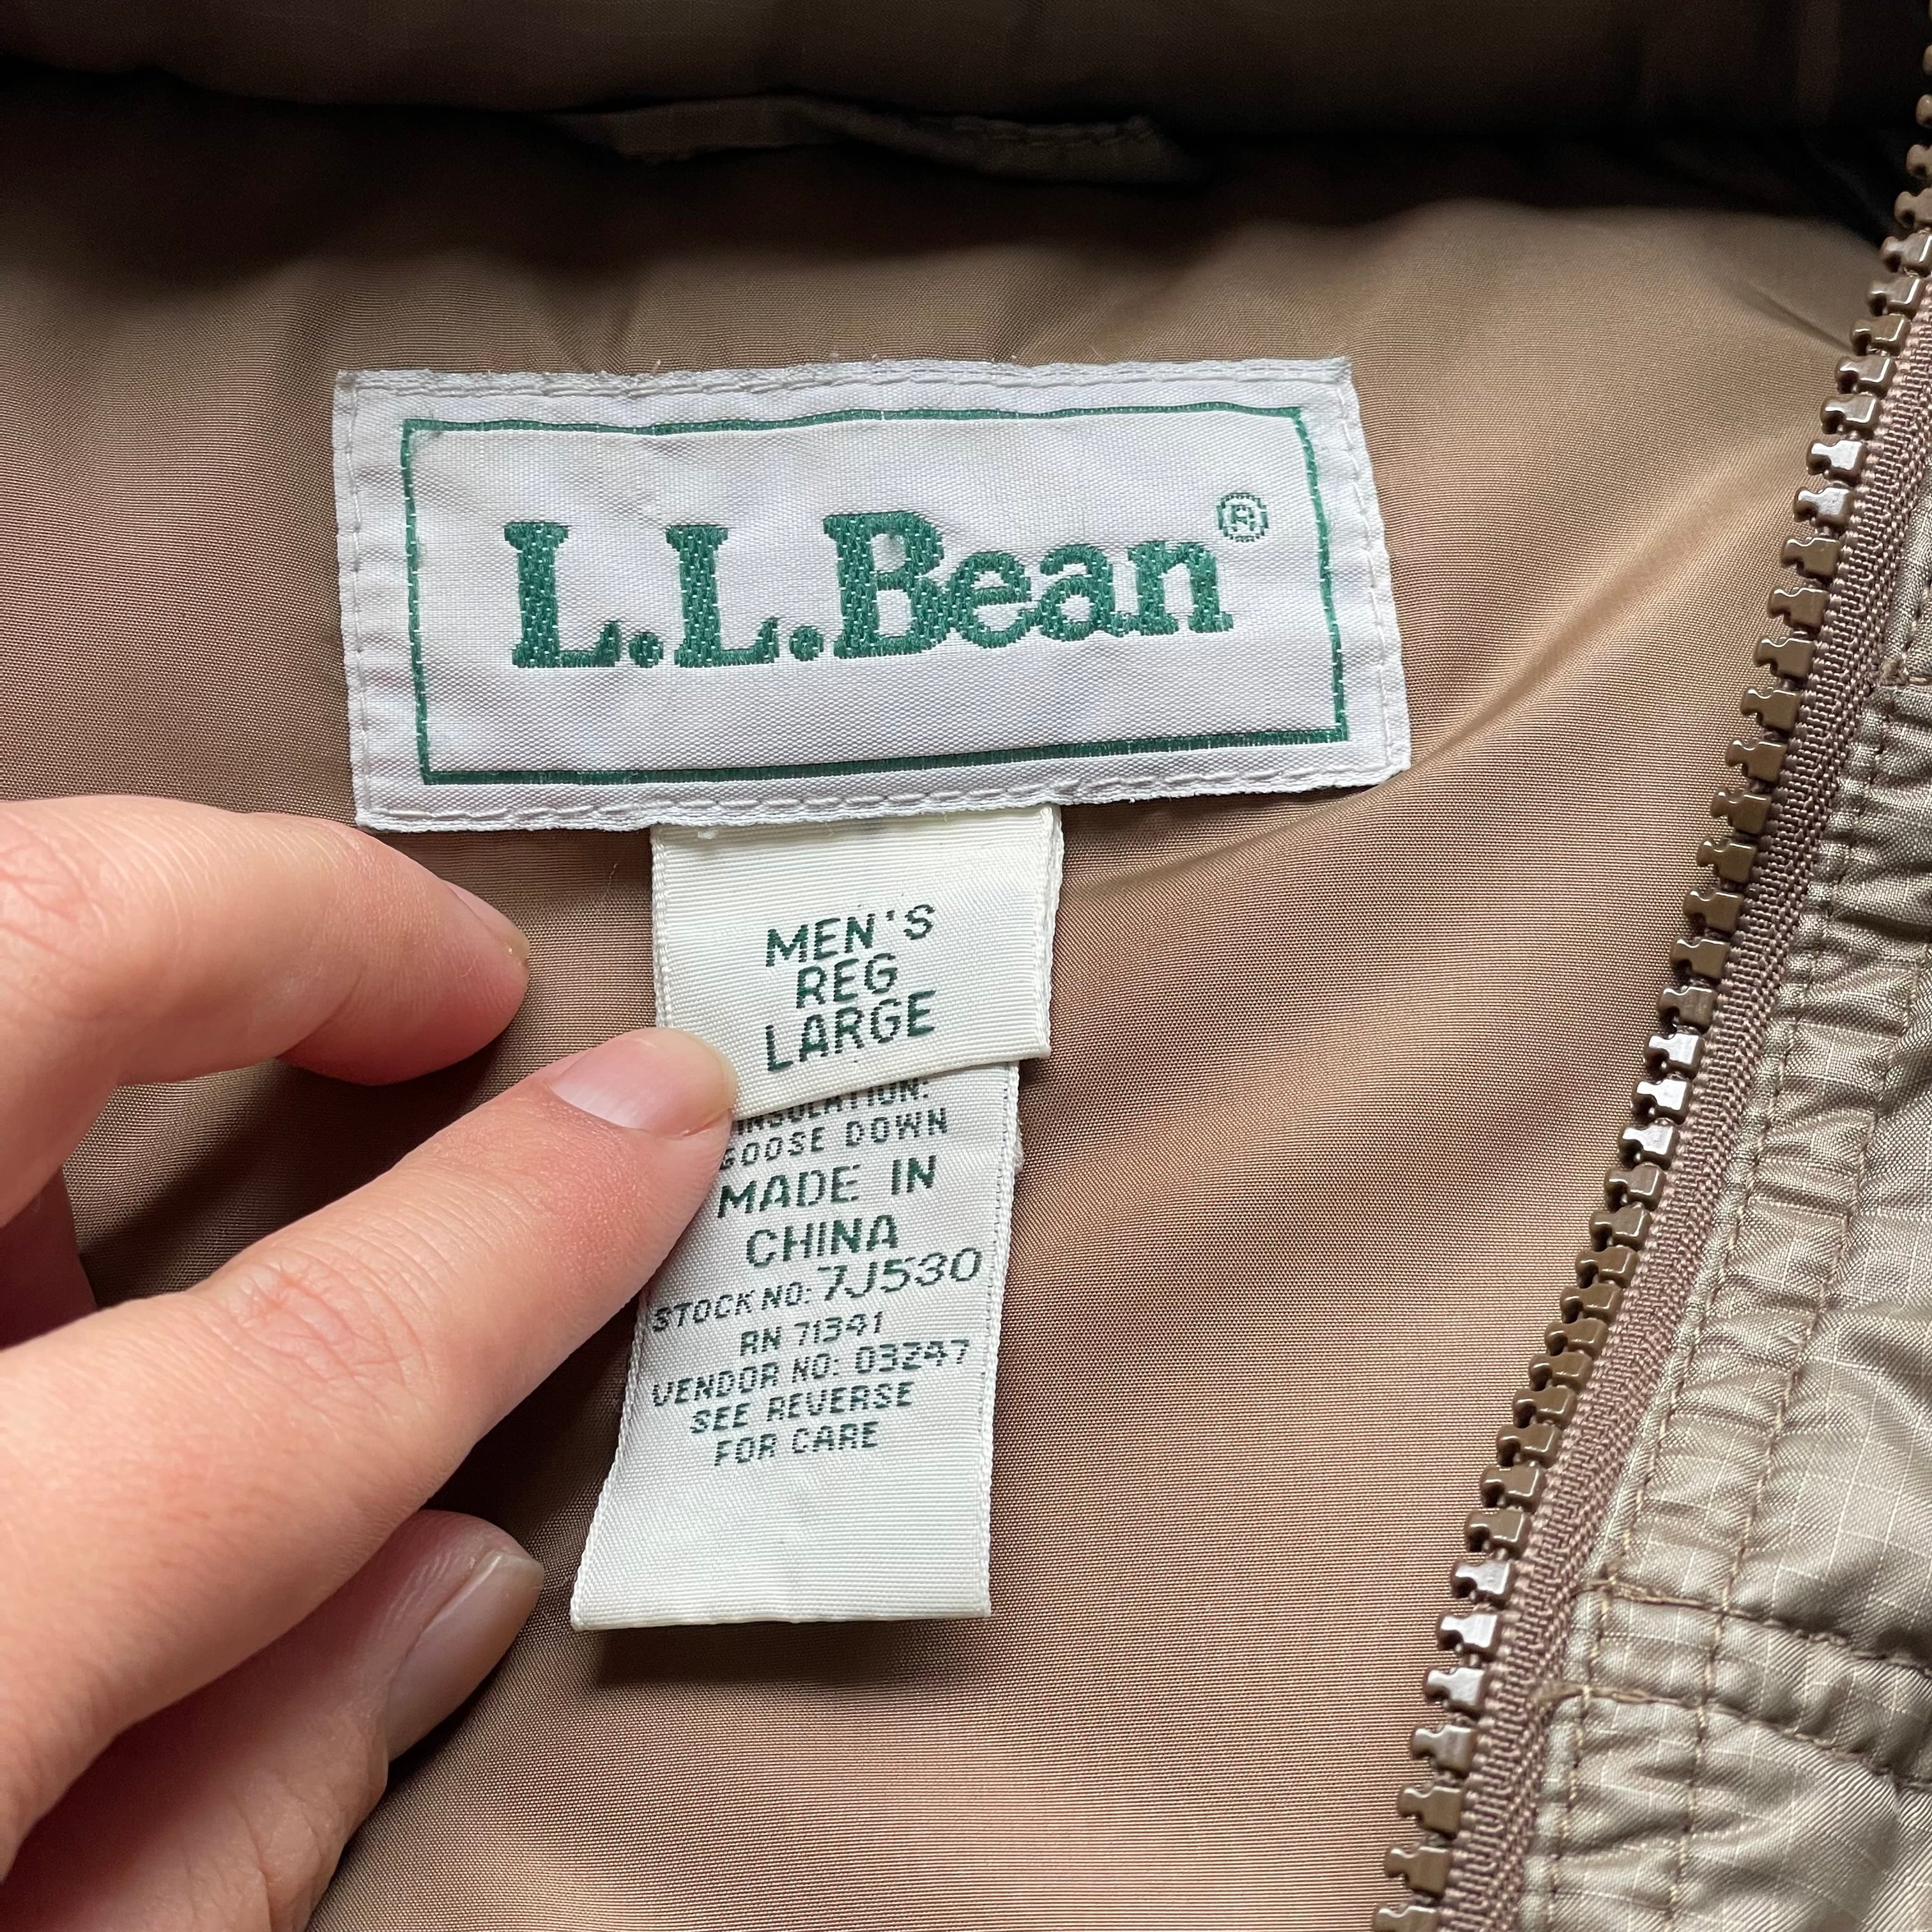 L.L.Bean®
MEN'S
REG
LARGE
INSULATION:
GOOSE DOWN
MADE IN
CHINA
STOCK NO: 7J530
RN 71341
VENDOR NO: 03247
SEE REVERSE
FOR CARE